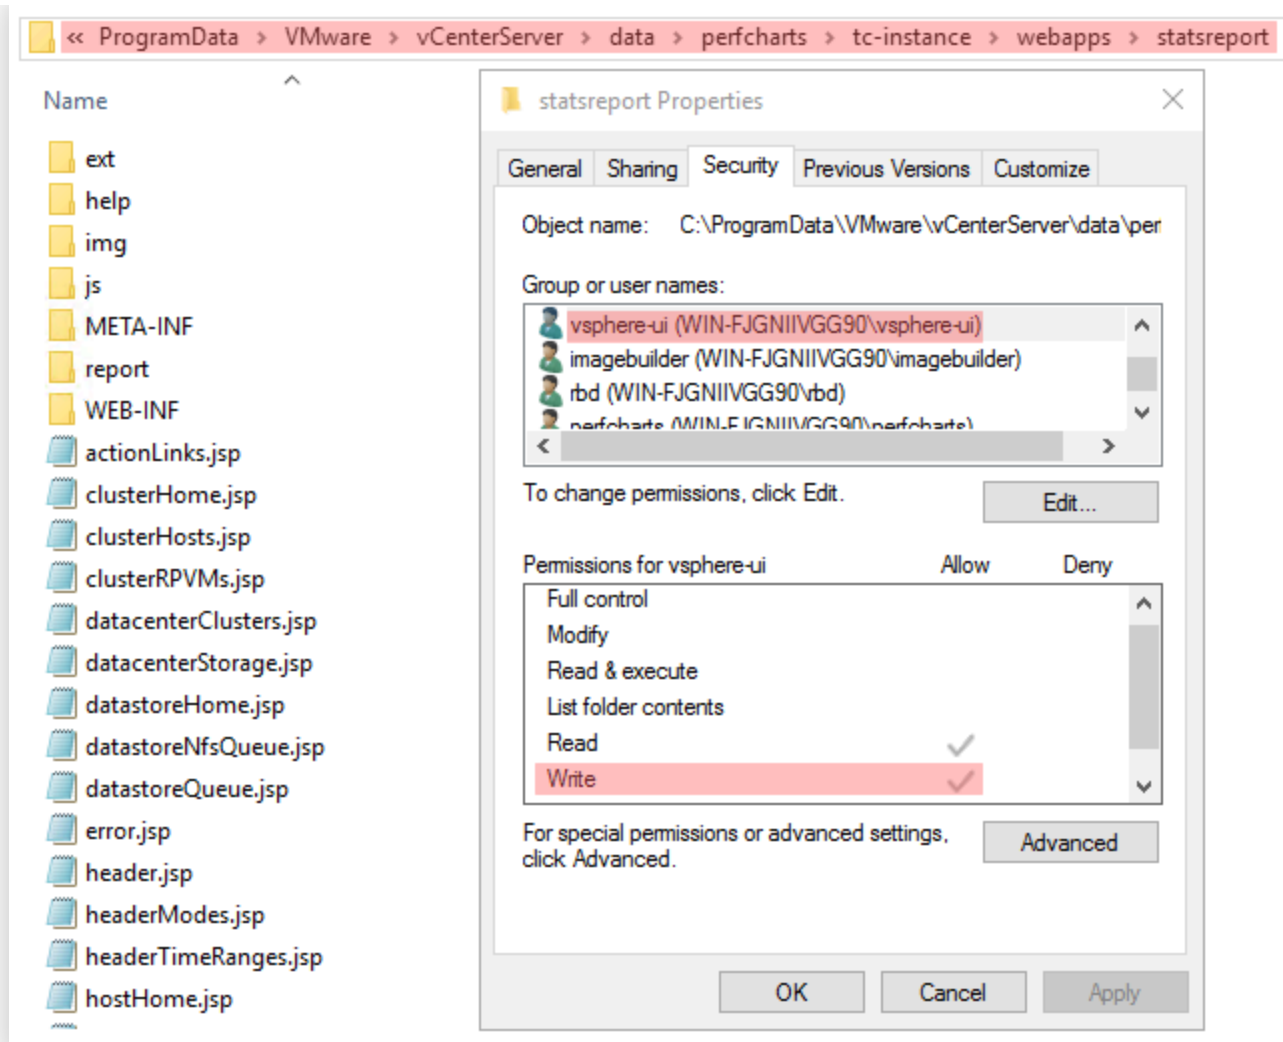 « ProgramData > VMware > vCenterServer > data > perfcharts > tc-instance > webapps > statsreport
Name
ext
help
img
js
META-INF
report
WEB-INF
actionLinks.jsp
clusterHome.jsp
clusterHosts.jsp
clusterRPVMs.jsp
datacenterClusters.jsp
datacenterStorage.jsp
datastoreHome.jsp
datastoreNfsQueue.jsp
datastoreQueue.jsp
error.jsp
header.jsp
headerModes.jsp
headerTimeRanges.jsp
hostHome.jsp
statsreport Properties
General Sharing Security Previous Versions Customize
Object name: C:\ProgramData\VMware\vCenterServer\data\per
Group or user names:
vsphere-ui (WIN-FJGNIIVGG90\vsphere-ui)
imagebuilder (WIN-FJGNIIVGG90\imagebuilder)
rbd (WIN-FJGNIIVGG90\rbd)
perfcharts (WIN-FJGNIIVGG90\perfcharts)
To change permissions, click Edit.
Edit...
Permissions for vsphere-ui Allow Deny
Full control
Modify
Read & execute
List folder contents
Read
Write
For special permissions or advanced settings,
click Advanced.
Advanced
OK Cancel Apply